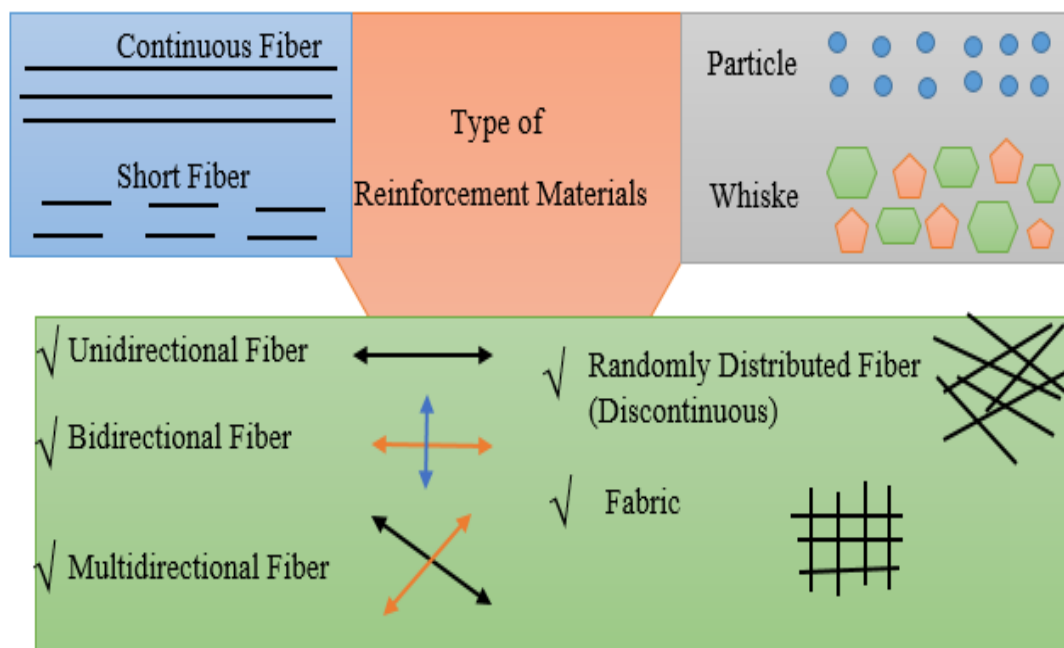 Continuous Fiber
Short Fiber
Type of
Reinforcement Materials
Particle
Whiske
√ Unidirectional Fiber
√ Bidirectional Fiber
√ Multidirectional Fiber
√ Randomly Distributed Fiber
(Discontinuous)
√ Fabric